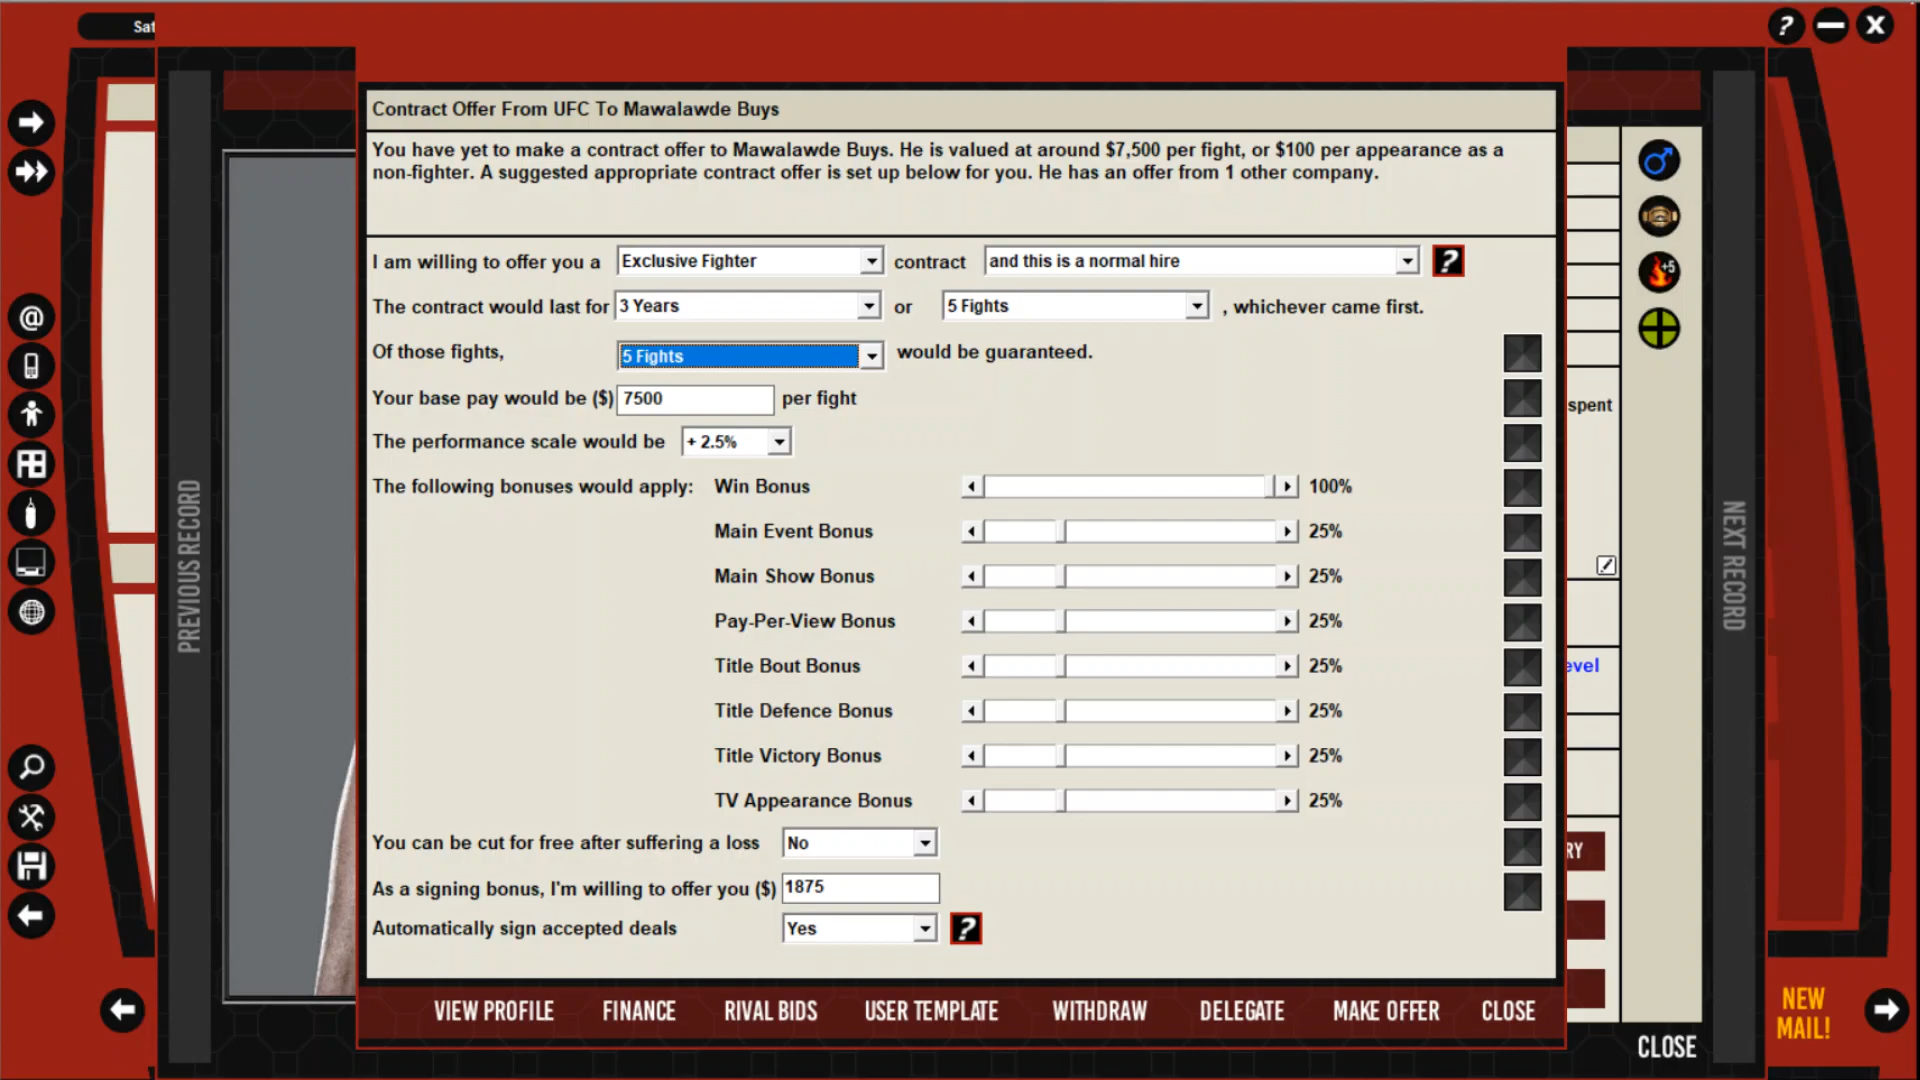 Sat
Contract Offer From UFC To Mawalawde Buys
You have yet to make a contract offer to Mawalawde Buys. He is valued at around $7,500 per fight, or $100 per appearance as a
non-fighter. A suggested appropriate contract offer is set up below for you. He has an offer from 1 other company.
I am willing to offer you a Exclusive Fighter contract and this is a normal hire ?
The contract would last for 3 Years or 5 Fights , whichever came first.
Of those fights, 5 Fights would be guaranteed.
Your base pay would be ($) 7500 per fight
The performance scale would be + 2.5%
The following bonuses would apply: Win Bonus 100%
Main Event Bonus 25%
Main Show Bonus 25%
Pay-Per-View Bonus 25%
Title Bout Bonus 25%
Title Defence Bonus 25%
Title Victory Bonus 25%
TV Appearance Bonus 25%
You can be cut for free after suffering a loss No
As a signing bonus, I'm willing to offer you ($) 1875
Automatically sign accepted deals Yes ?
VIEW PROFILE FINANCE RIVAL BIDS USER TEMPLATE WITHDRAW DELEGATE MAKE OFFER CLOSE
PREVIOUS RECORD
NEXT RECORD
?
X
@
+5
spent
evel
RY
CLOSE
NEW
MAIL!